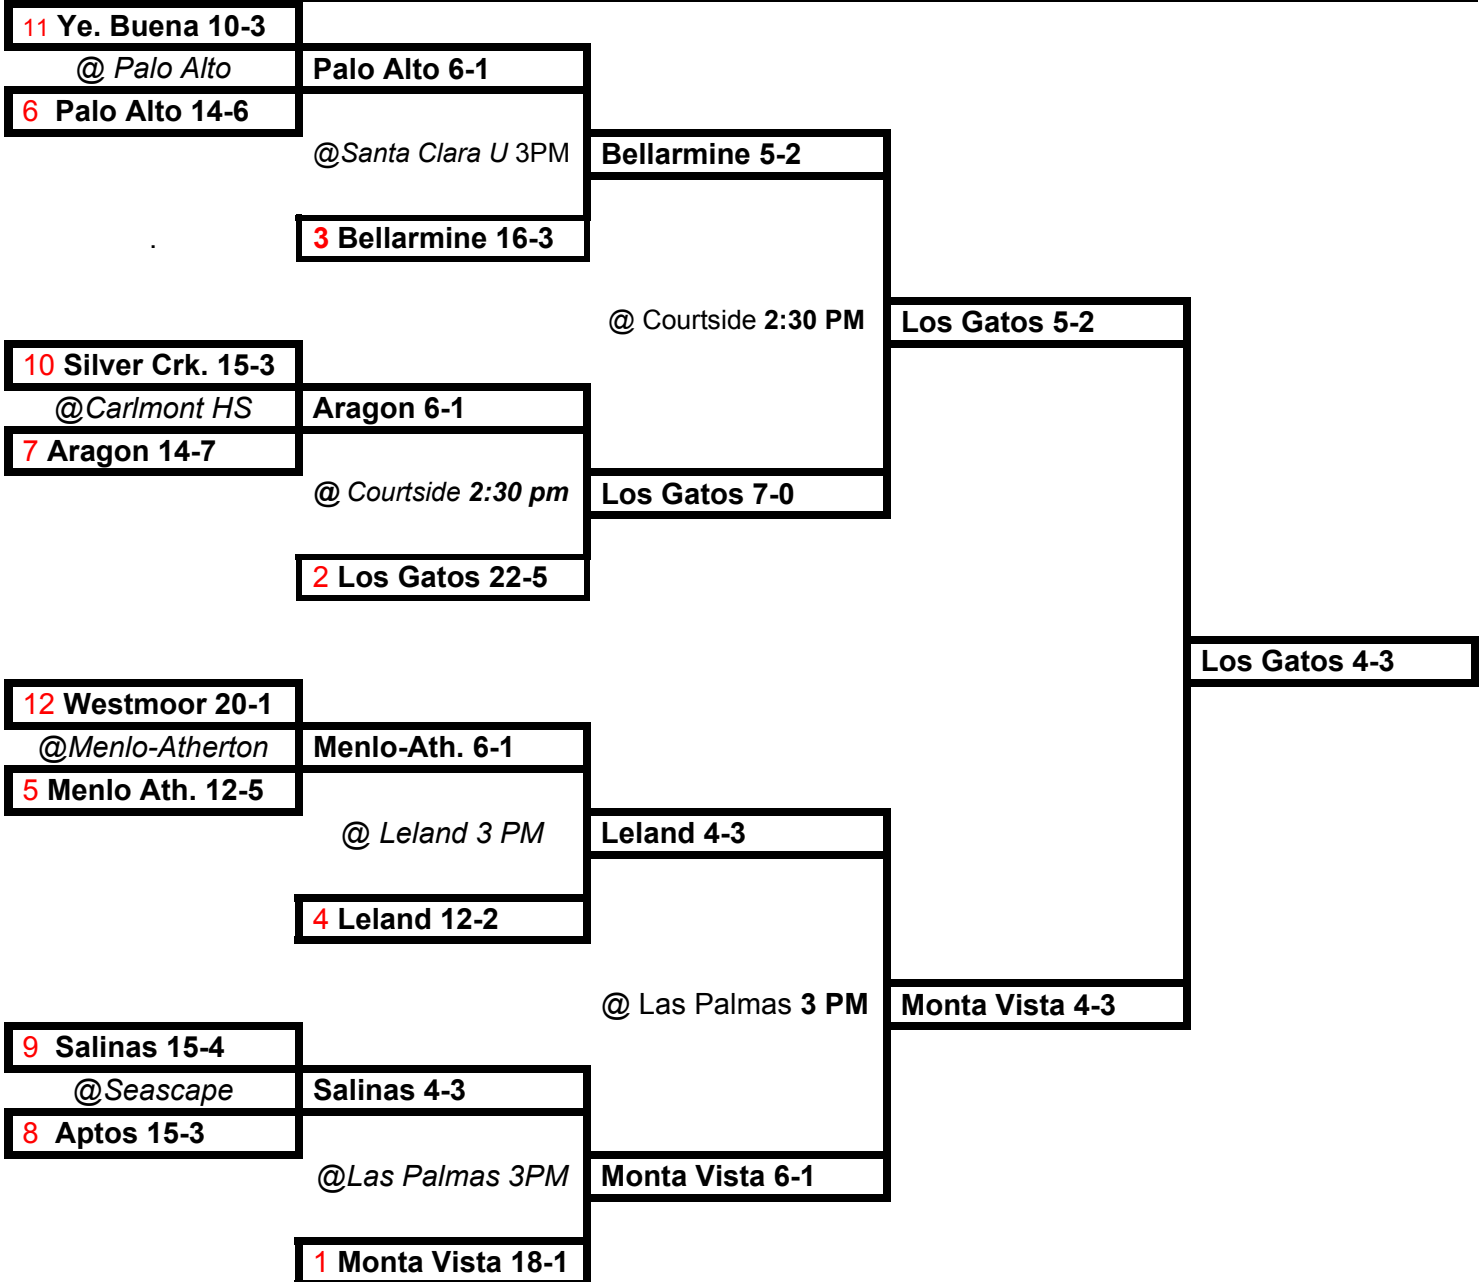 11 Ye. Buena 10-3
@ Palo Alto
Palo Alto 6-1
6 Palo Alto 14-6
@Santa Clara U 3PM
Bellarmine 5-2
.
3 Bellarmine 16-3
@ Courtside 2:30 PM
Los Gatos 5-2
10 Silver Crk. 15-3
@Carlmont HS
Aragon 6-1
7 Aragon 14-7
@ Courtside 2:30 pm
Los Gatos 7-0
2 Los Gatos 22-5
Los Gatos 4-3
12 Westmoor 20-1
@Menlo-Atherton
Menlo-Ath. 6-1
5 Menlo Ath. 12-5
@ Leland 3 PM
Leland 4-3
4 Leland 12-2
@ Las Palmas 3 PM
Monta Vista 4-3
9 Salinas 15-4
@Seascape
Salinas 4-3
8 Aptos 15-3
@Las Palmas 3PM
Monta Vista 6-1
1 Monta Vista 18-1